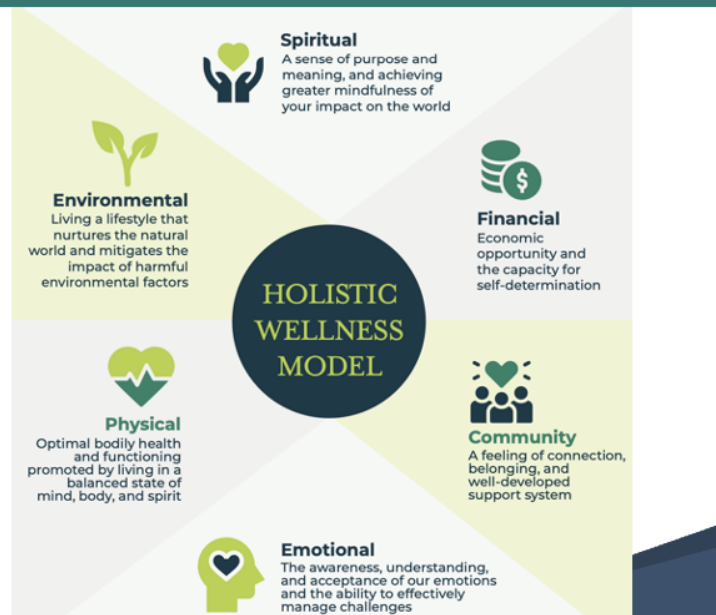 Spiritual
A sense of purpose and
meaning, and achieving
greater mindfulness of
your impact on the world
Environmental
Living a lifestyle that
nurtures the natural
world and mitigates the
impact of harmful
environmental factors
$
Financial
Economic
opportunity and
the capacity for
self-determination
HOLISTIC
WELLNESS
MODEL
Physical
Optimal bodily health
and functioning
promoted by living in a
balanced state of
mind, body, and spirit
Community
A feeling of connection,
belonging, and
well-developed
support system
Emotional
The awareness, understanding,
and acceptance of our emotions
and the ability to effectively
manage challenges